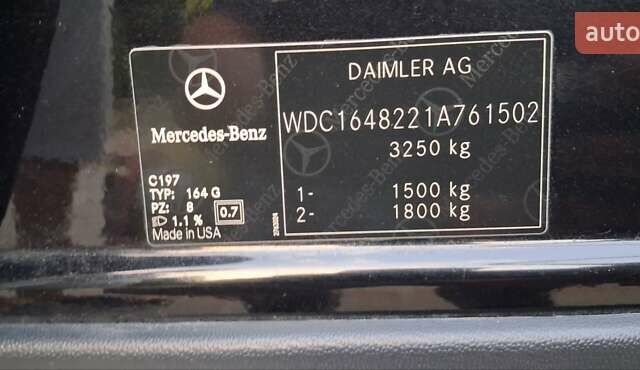 auto
DAIMLER AG
Mercedes-Benz
WDC1648221A761502
3250 kg
C197
TYP: 164 G
PZ: 8
1.1 %
0.7
Made in USA
1- 1500 kg
2- 1800 kg